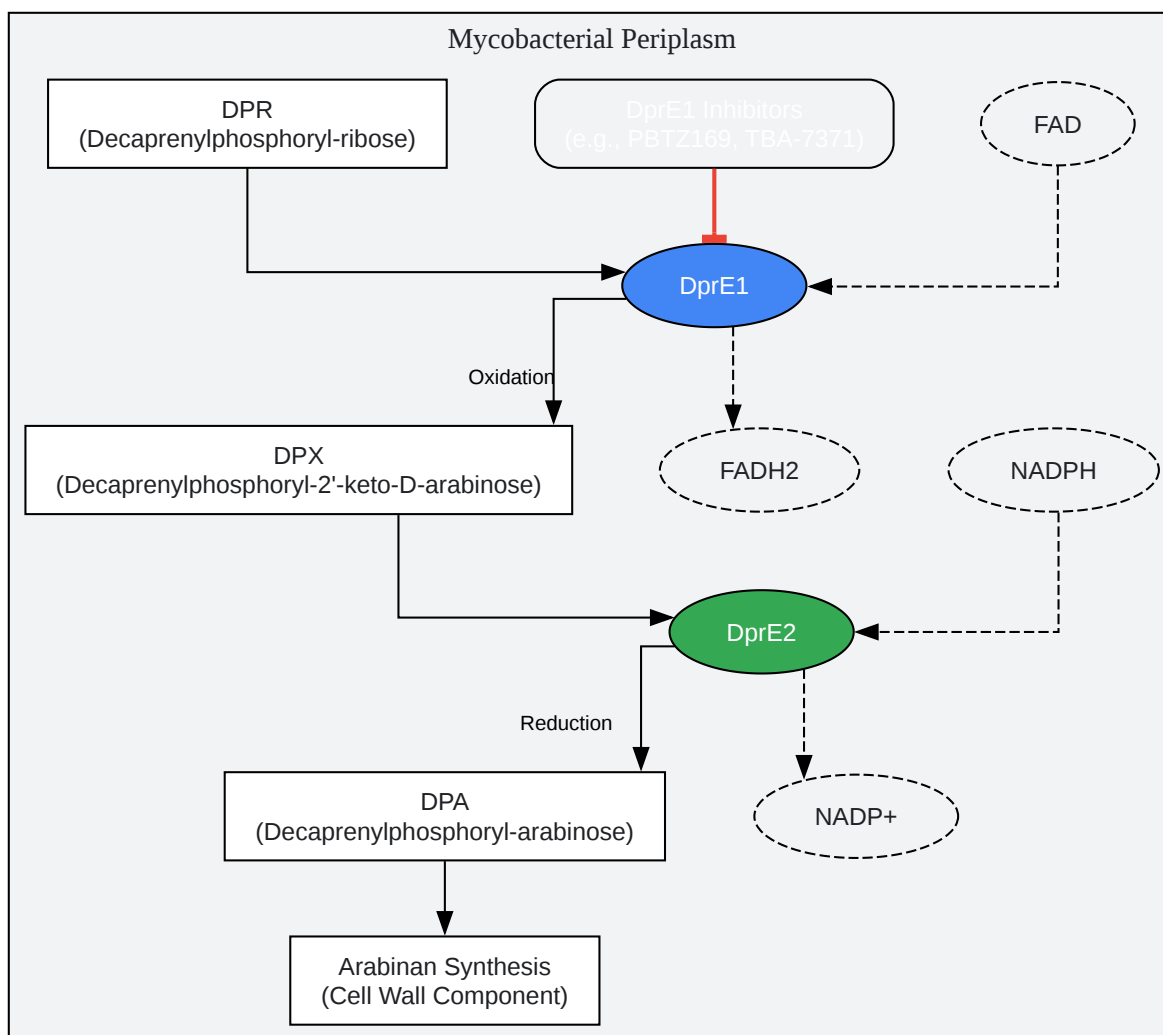 Mycobacterial Periplasm
DPR
(Decaprenylphosphoryl-ribose)
DprE1 Inhibitors
(e.g., PBTZ169, TBA-7371)
FAD
DprE1
Oxidation
DPX
(Decaprenylphosphoryl-2'-keto-D-arabinose)
FADH2
NADPH
DprE2
Reduction
DPA
(Decaprenylphosphoryl-arabinose)
NADP+
Arabinan Synthesis
(Cell Wall Component)